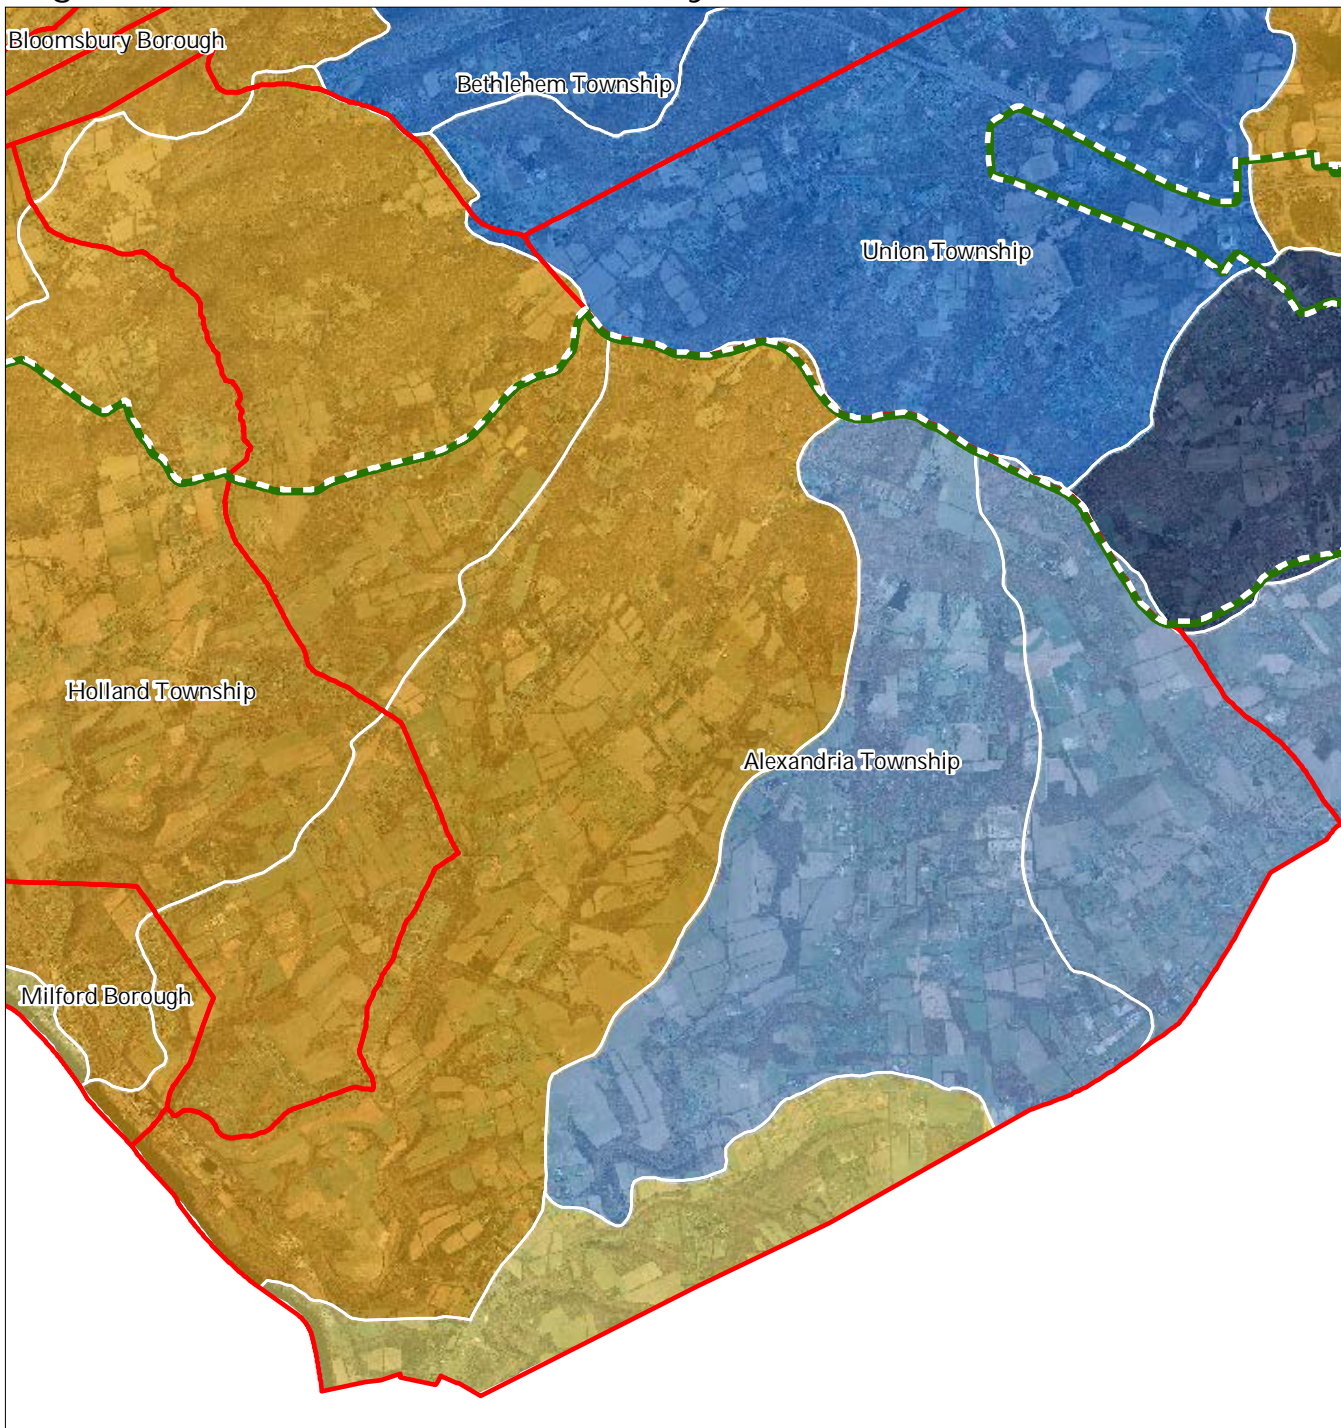 Bloomsbury Borough
Bethlehem Township
Union Township
Holland Township
Alexandria Township
Milford Borough